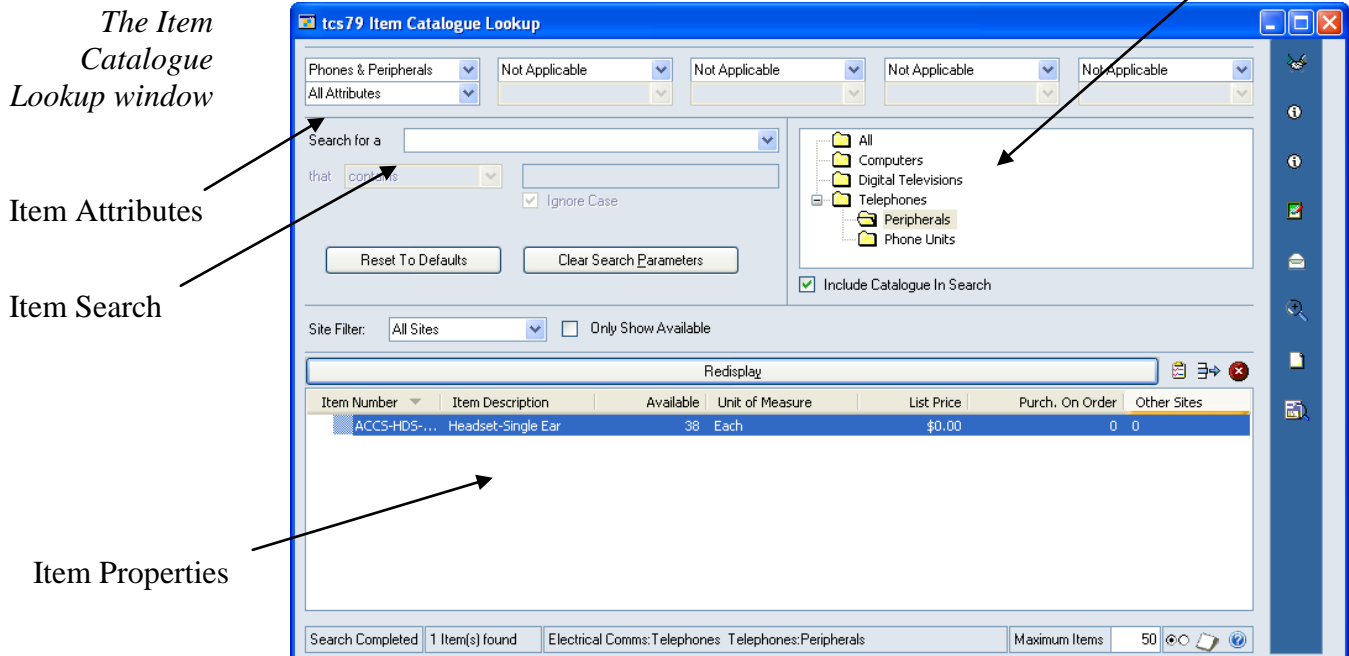 The Item
Catalogue
Lookup window
Item Attributes
Item Search
Item Properties
tcs79 Item Catalogue Lookup
Phones & Peripherals Not Applicable Not Applicable Not Applicable Not Applicable
All Attributes
Search for a
that contains
Ignore Case
Reset To Defaults Clear Search Parameters
All
Computers
Digital Televisions
Telephones
Peripherals
Phone Units
Include Catalogue In Search
Site Filter: All Sites Only Show Available
Redisplay
Item Number Item Description Available Unit of Measure List Price Purch. On Order Other Sites
ACCS-HDS-... Headset-Single Ear 38 Each $0.00 0 0
Search Completed 1 Item(s) found Electrical Comms:Telephones Telephones:Peripherals Maximum Items 50